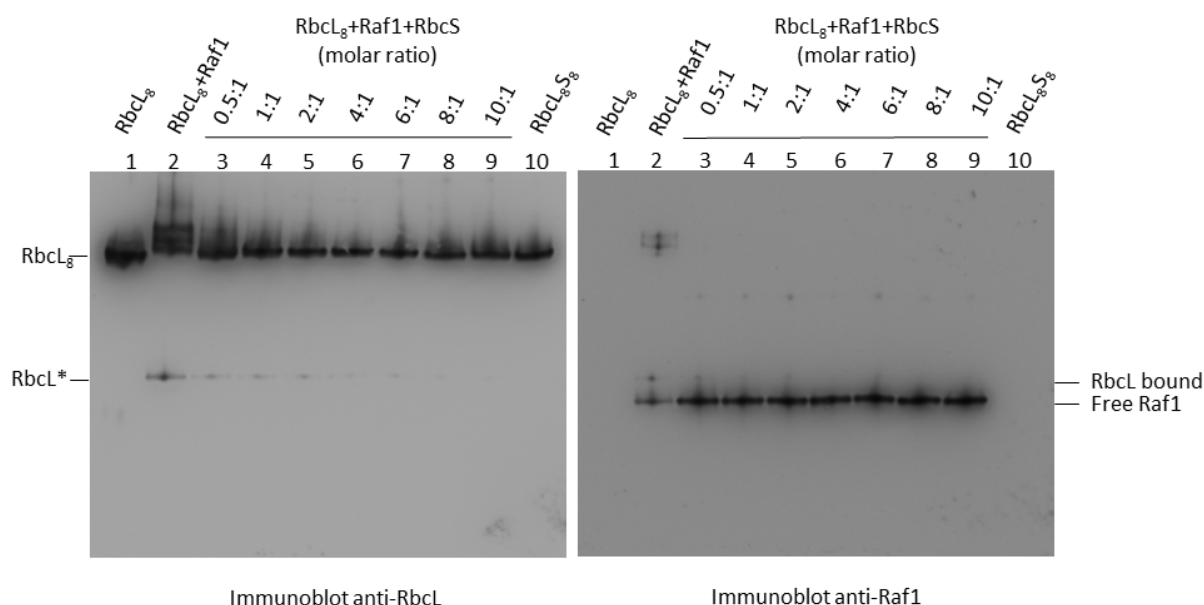 RbcL₈+Raf1+RbcS
(molar ratio)
RbcL₈
RbcL₈+Raf1
0.5:1
1:1
2:1
4:1
6:1
8:1
10:1
RbcL₈S₈
1 2 3 4 5 6 7 8 9 10
RbcL₈
RbcL*
Immunoblot anti-RbcL
RbcL₈+Raf1+RbcS
(molar ratio)
RbcL₈
RbcL₈+Raf1
0.5:1
1:1
2:1
4:1
6:1
8:1
10:1
RbcL₈S₈
1 2 3 4 5 6 7 8 9 10
RbcL bound
Free Raf1
Immunoblot anti-Raf1